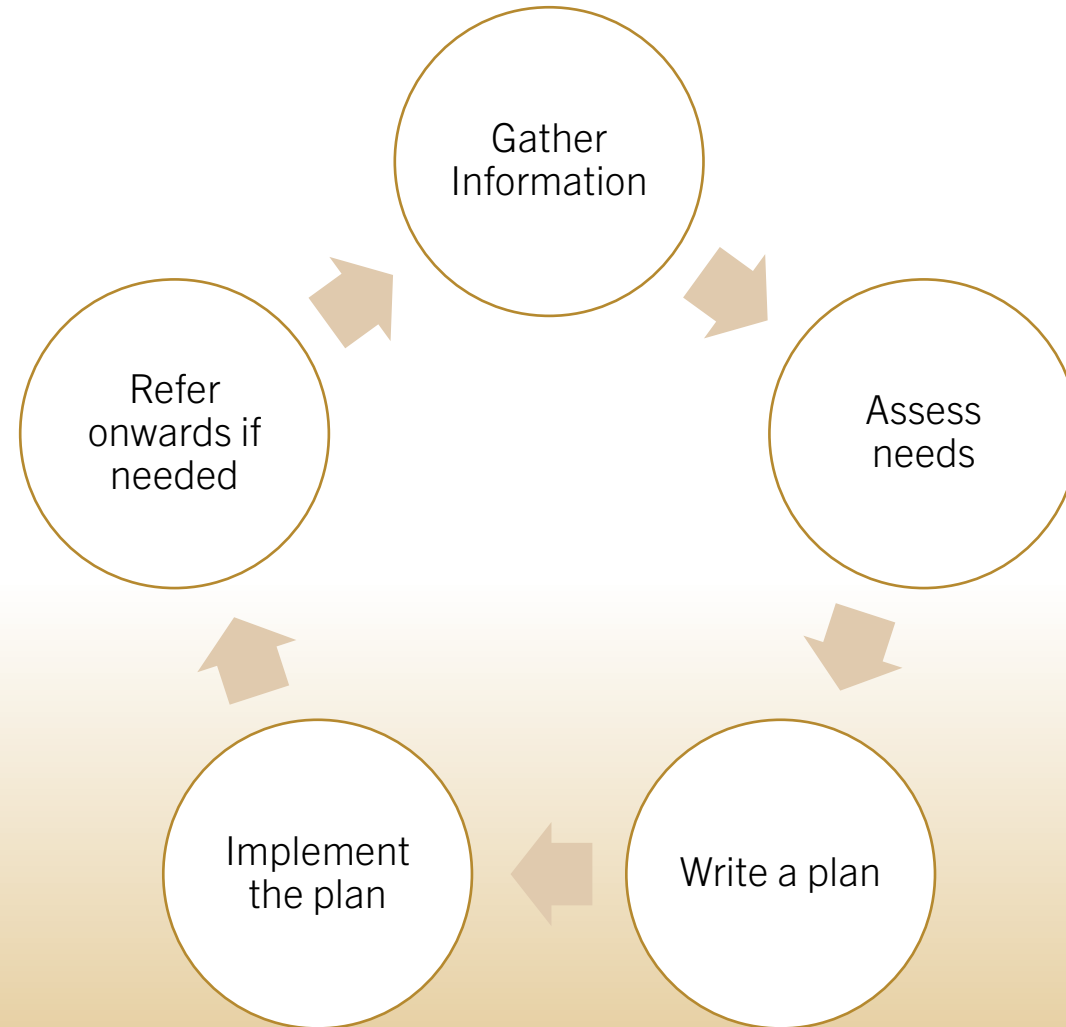 Gather
Information
Assess
needs
Write a plan
Implement
the plan
Refer
onwards if
needed